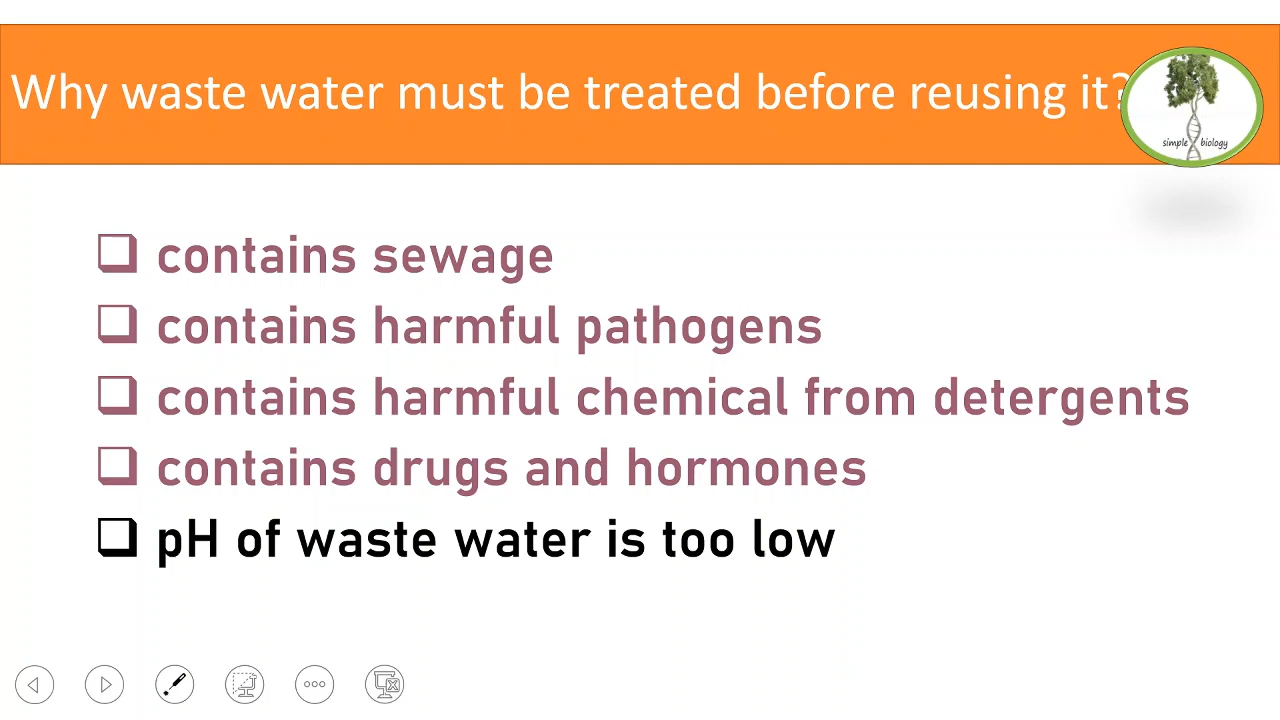 Why waste water must be treated before reusing it?
simple biology
contains sewage
contains harmful pathogens
contains harmful chemical from detergents
contains drugs and hormones
pH of waste water is too low